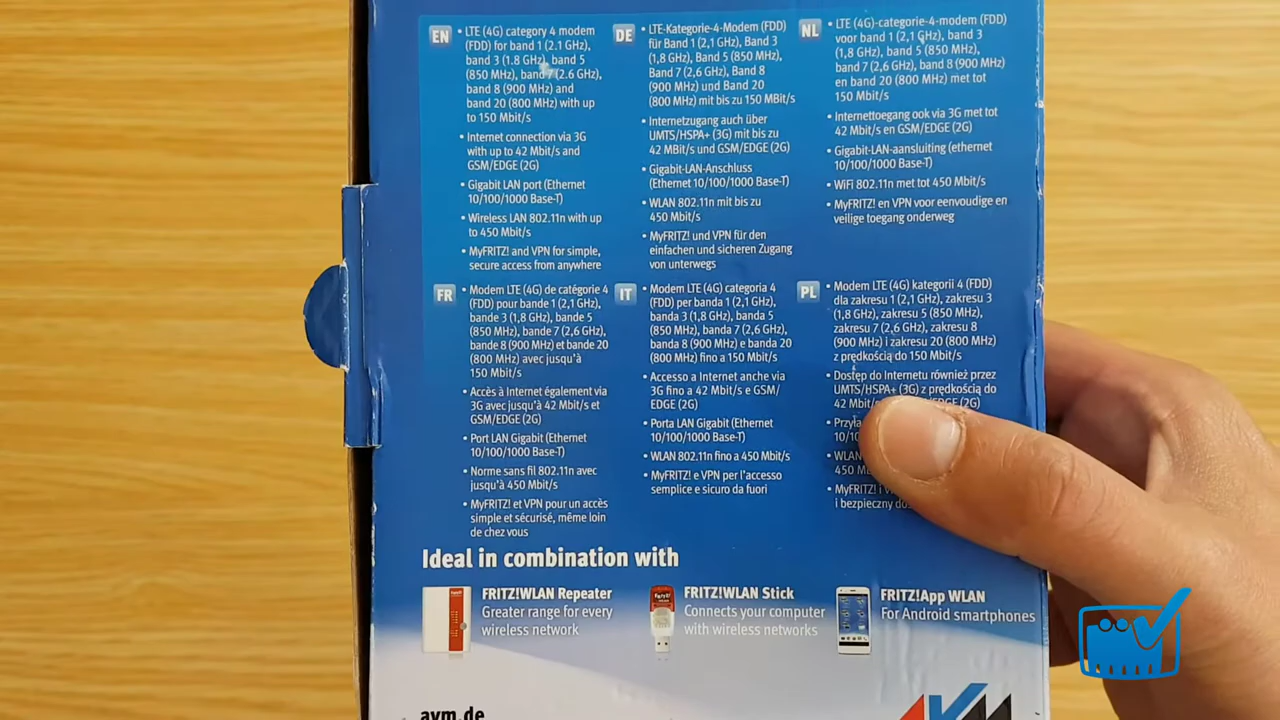 EN
• LTE (4G) category 4 modem
(FDD) for band 1 (2.1 GHz),
band 3 (1.8 GHz), band 5
(850 MHz), band 7 (2.6 GHz),
band 8 (900 MHz) and
band 20 (800 MHz) with up
to 150 Mbit/s
• Internet connection via 3G
with up to 42 Mbit/s and
GSM/EDGE (2G)
• Gigabit LAN port (Ethernet
10/100/1000 Base-T)
• Wireless LAN 802.11n with up
to 450 Mbit/s
• MyFRITZ! and VPN for simple,
secure access from anywhere
DE
• LTE-Kategorie-4-Modem (FDD)
für Band 1 (2,1 GHz), Band 3
(1,8 GHz), Band 5 (850 MHz),
Band 7 (2,6 GHz), Band 8
(900 MHz) und Band 20
(800 MHz) mit bis zu 150 MBit/s
• Internetzugang auch über
UMTS/HSPA+ (3G) mit bis zu
42 MBit/s und GSM/EDGE (2G)
• Gigabit-LAN-Anschluss
(Ethernet 10/100/1000 Base-T)
• WLAN 802.11n mit bis zu
450 Mbit/s
• MyFRITZ! und VPN für den
einfachen und sicheren Zugang
von unterwegs
NL
• LTE (4G)-categorie-4-modem (FDD)
voor band 1 (2,1 GHz), band 3
(1,8 GHz), band 5 (850 MHz),
band 7 (2,6 GHz), band 8 (900 MHz)
en band 20 (800 MHz) met tot
150 Mbit/s
• Internettoegang ook via 3G met tot
42 Mbit/s en GSM/EDGE (2G)
• Gigabit-LAN-aansluiting (ethernet
10/100/1000 Base-T)
• WiFi 802.11n met tot 450 Mbit/s
• MyFRITZ! en VPN voor eenvoudige en
veilige toegang onderweg
FR
• Modem LTE (4G) de catégorie 4
(FDD) pour bande 1 (2,1 GHz),
bande 3 (1,8 GHz), bande 5
(850 MHz), bande 7 (2,6 GHz),
bande 8 (900 MHz) et bande 20
(800 MHz) avec jusqu'à
150 Mbit/s
• Accès à Internet également via
3G avec jusqu'à 42 Mbit/s et
GSM/EDGE (2G)
• Port LAN Gigabit (Ethernet
10/100/1000 Base-T)
• Norme sans fil 802.11n avec
jusqu'à 450 Mbit/s
• MyFRITZ! et VPN pour un accès
simple et sécurisé, même loin
de chez vous
IT
• Modem LTE (4G) categoria 4
(FDD) per banda 1 (2,1 GHz),
banda 3 (1,8 GHz), banda 5
(850 MHz), banda 7 (2,6 GHz),
banda 8 (900 MHz) e banda 20
(800 MHz) fino a 150 Mbit/s
• Accesso a Internet anche via
3G fino a 42 Mbit/s e GSM/
EDGE (2G)
• Porta LAN Gigabit (Ethernet
10/100/1000 Base-T)
• WLAN 802.11n fino a 450 Mbit/s
• MyFRITZ! e VPN per l'accesso
semplice e sicuro da fuori
PL
• Modem LTE (4G) kategorii 4 (FDD)
dla zakresu 1 (2,1 GHz), zakresu 3
(1,8 GHz), zakresu 5 (850 MHz),
zakresu 7 (2,6 GHz), zakresu 8
(900 MHz) i zakresu 20 (800 MHz)
z prędkością do 150 Mbit/s
• Dostęp do Internetu również przez
UMTS/HSPA+ (3G) z prędkością do
42 (2G)
•
• WLAN
450
• MyFRITZ! i
i bezpieczny
Ideal in combination with
FRITZ!WLAN Repeater
Greater range for every
wireless network
FRITZ!WLAN Stick
Connects your computer
with wireless networks
FRITZ!App WLAN
For Android smartphones
avm.de